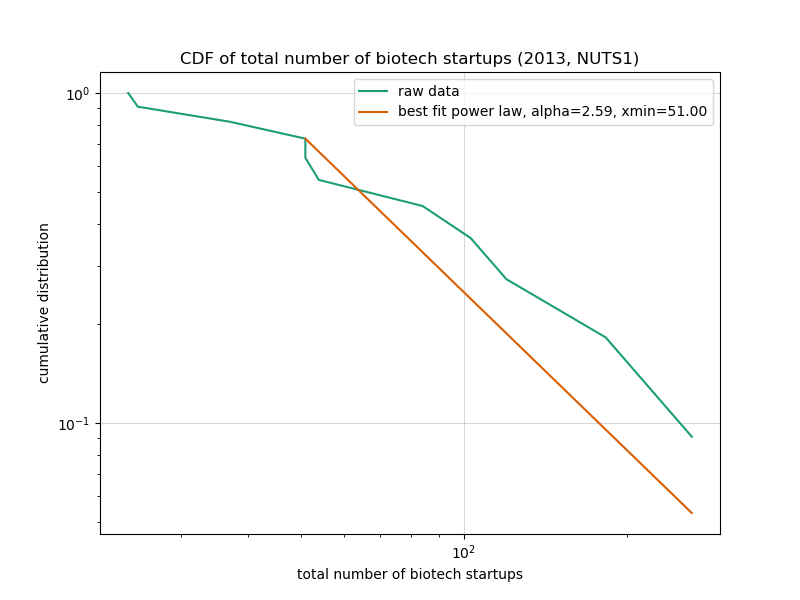 CDF of total number of biotech startups (2013, NUTS1)
raw data
best fit power law, alpha=2.59, xmin=51.00
10⁰
10⁻¹
cumulative distribution
10²
total number of biotech startups